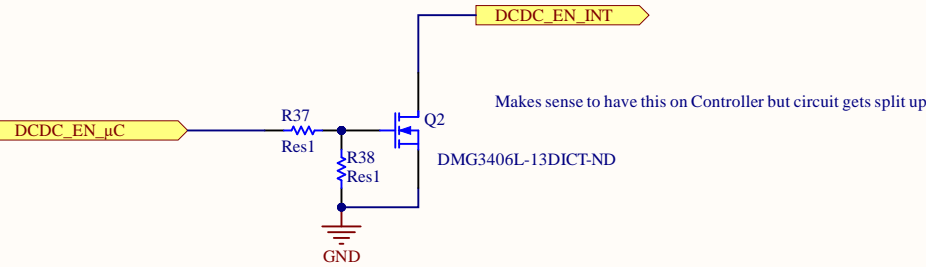 DCDC_EN_INT
Makes sense to have this on Controller but circuit gets split up
R37
Q2
DCDC_EN_µC
Res1
R38
DMG3406L-13DICT-ND
Res1
GND